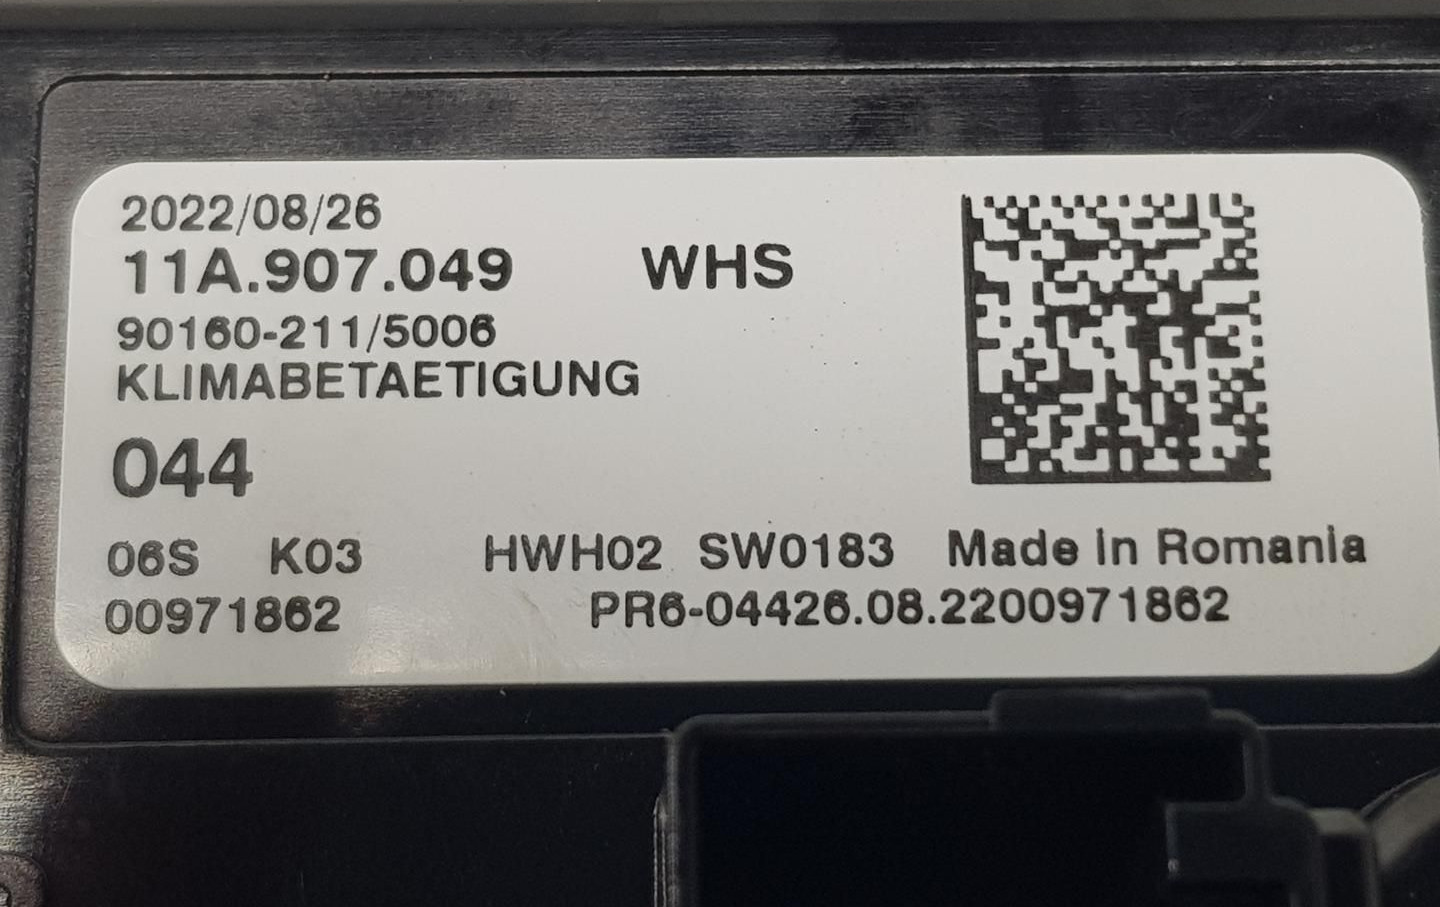 2022/08/26
11A.907.049 WHS
90160-211/5006
KLIMABETAETIGUNG
044
06S K03 HWH02 SW0183 Made in Romania
00971862 PR6-04426.08.2200971862